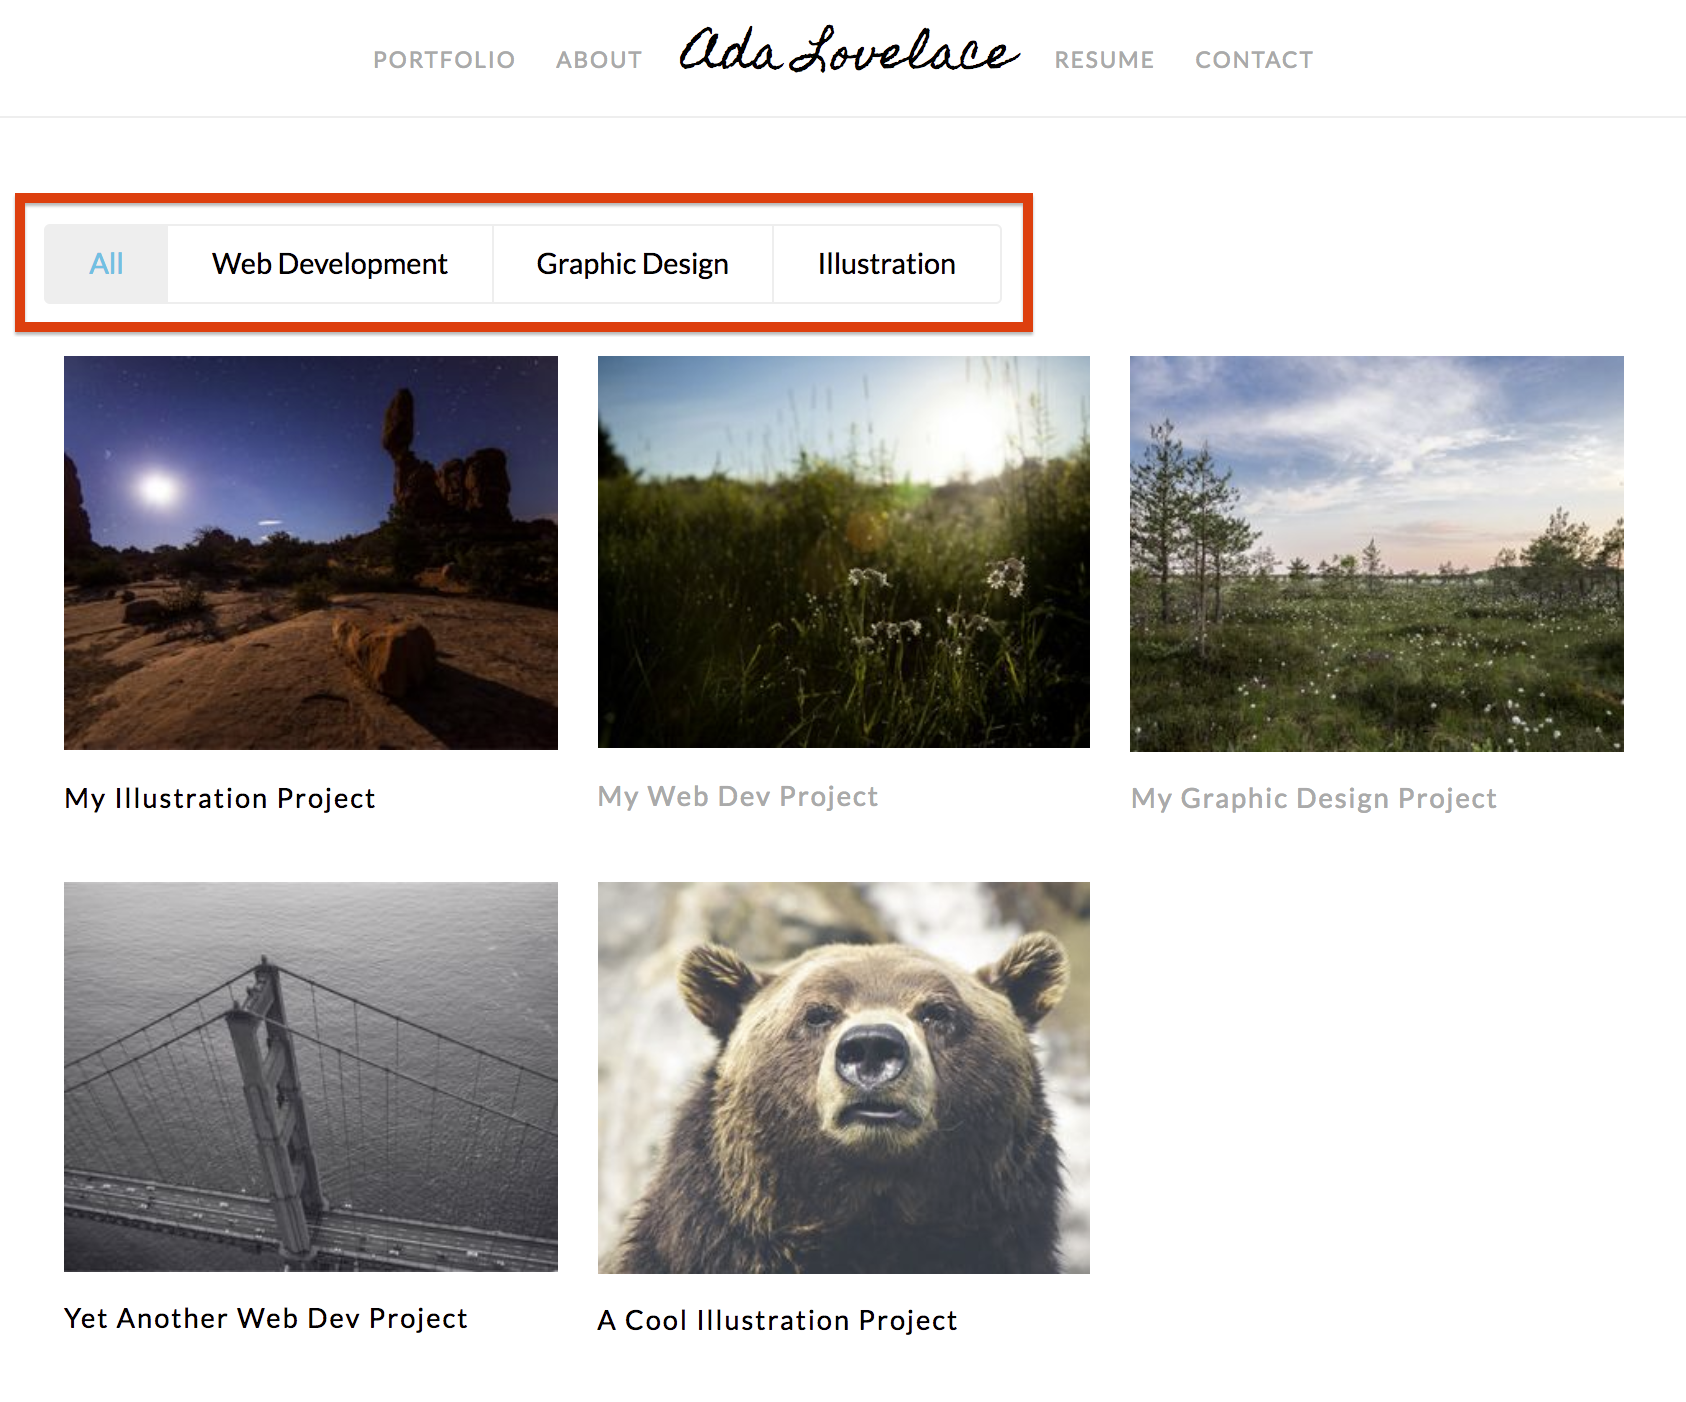 PORTFOLIO ABOUT Ada Lovelace RESUME CONTACT
All Web Development Graphic Design Illustration
My Illustration Project
My Web Dev Project
My Graphic Design Project
Yet Another Web Dev Project
A Cool Illustration Project